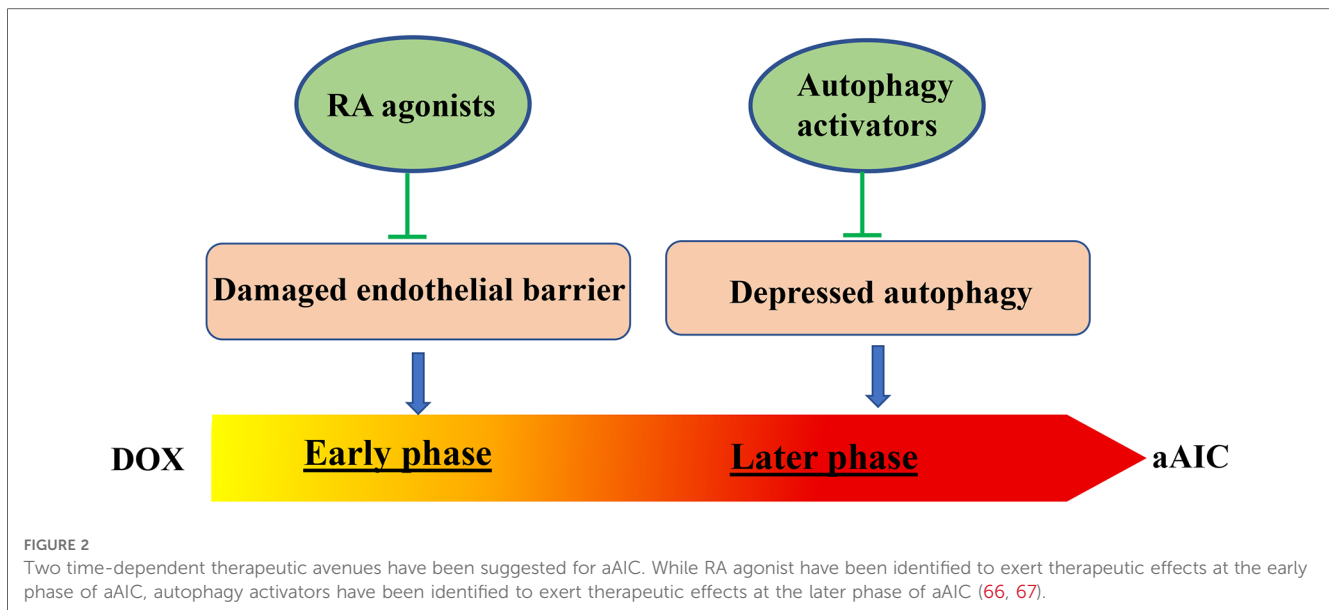 RA agonists
Autophagy
activators
Damaged endothelial barrier
Depressed autophagy
DOX
Early phase
Later phase
aAIC
FIGURE 2
Two time-dependent therapeutic avenues have been suggested for aAIC. While RA agonist have been identified to exert therapeutic effects at the early
phase of aAIC, autophagy activators have been identified to exert therapeutic effects at the later phase of aAIC (66, 67).